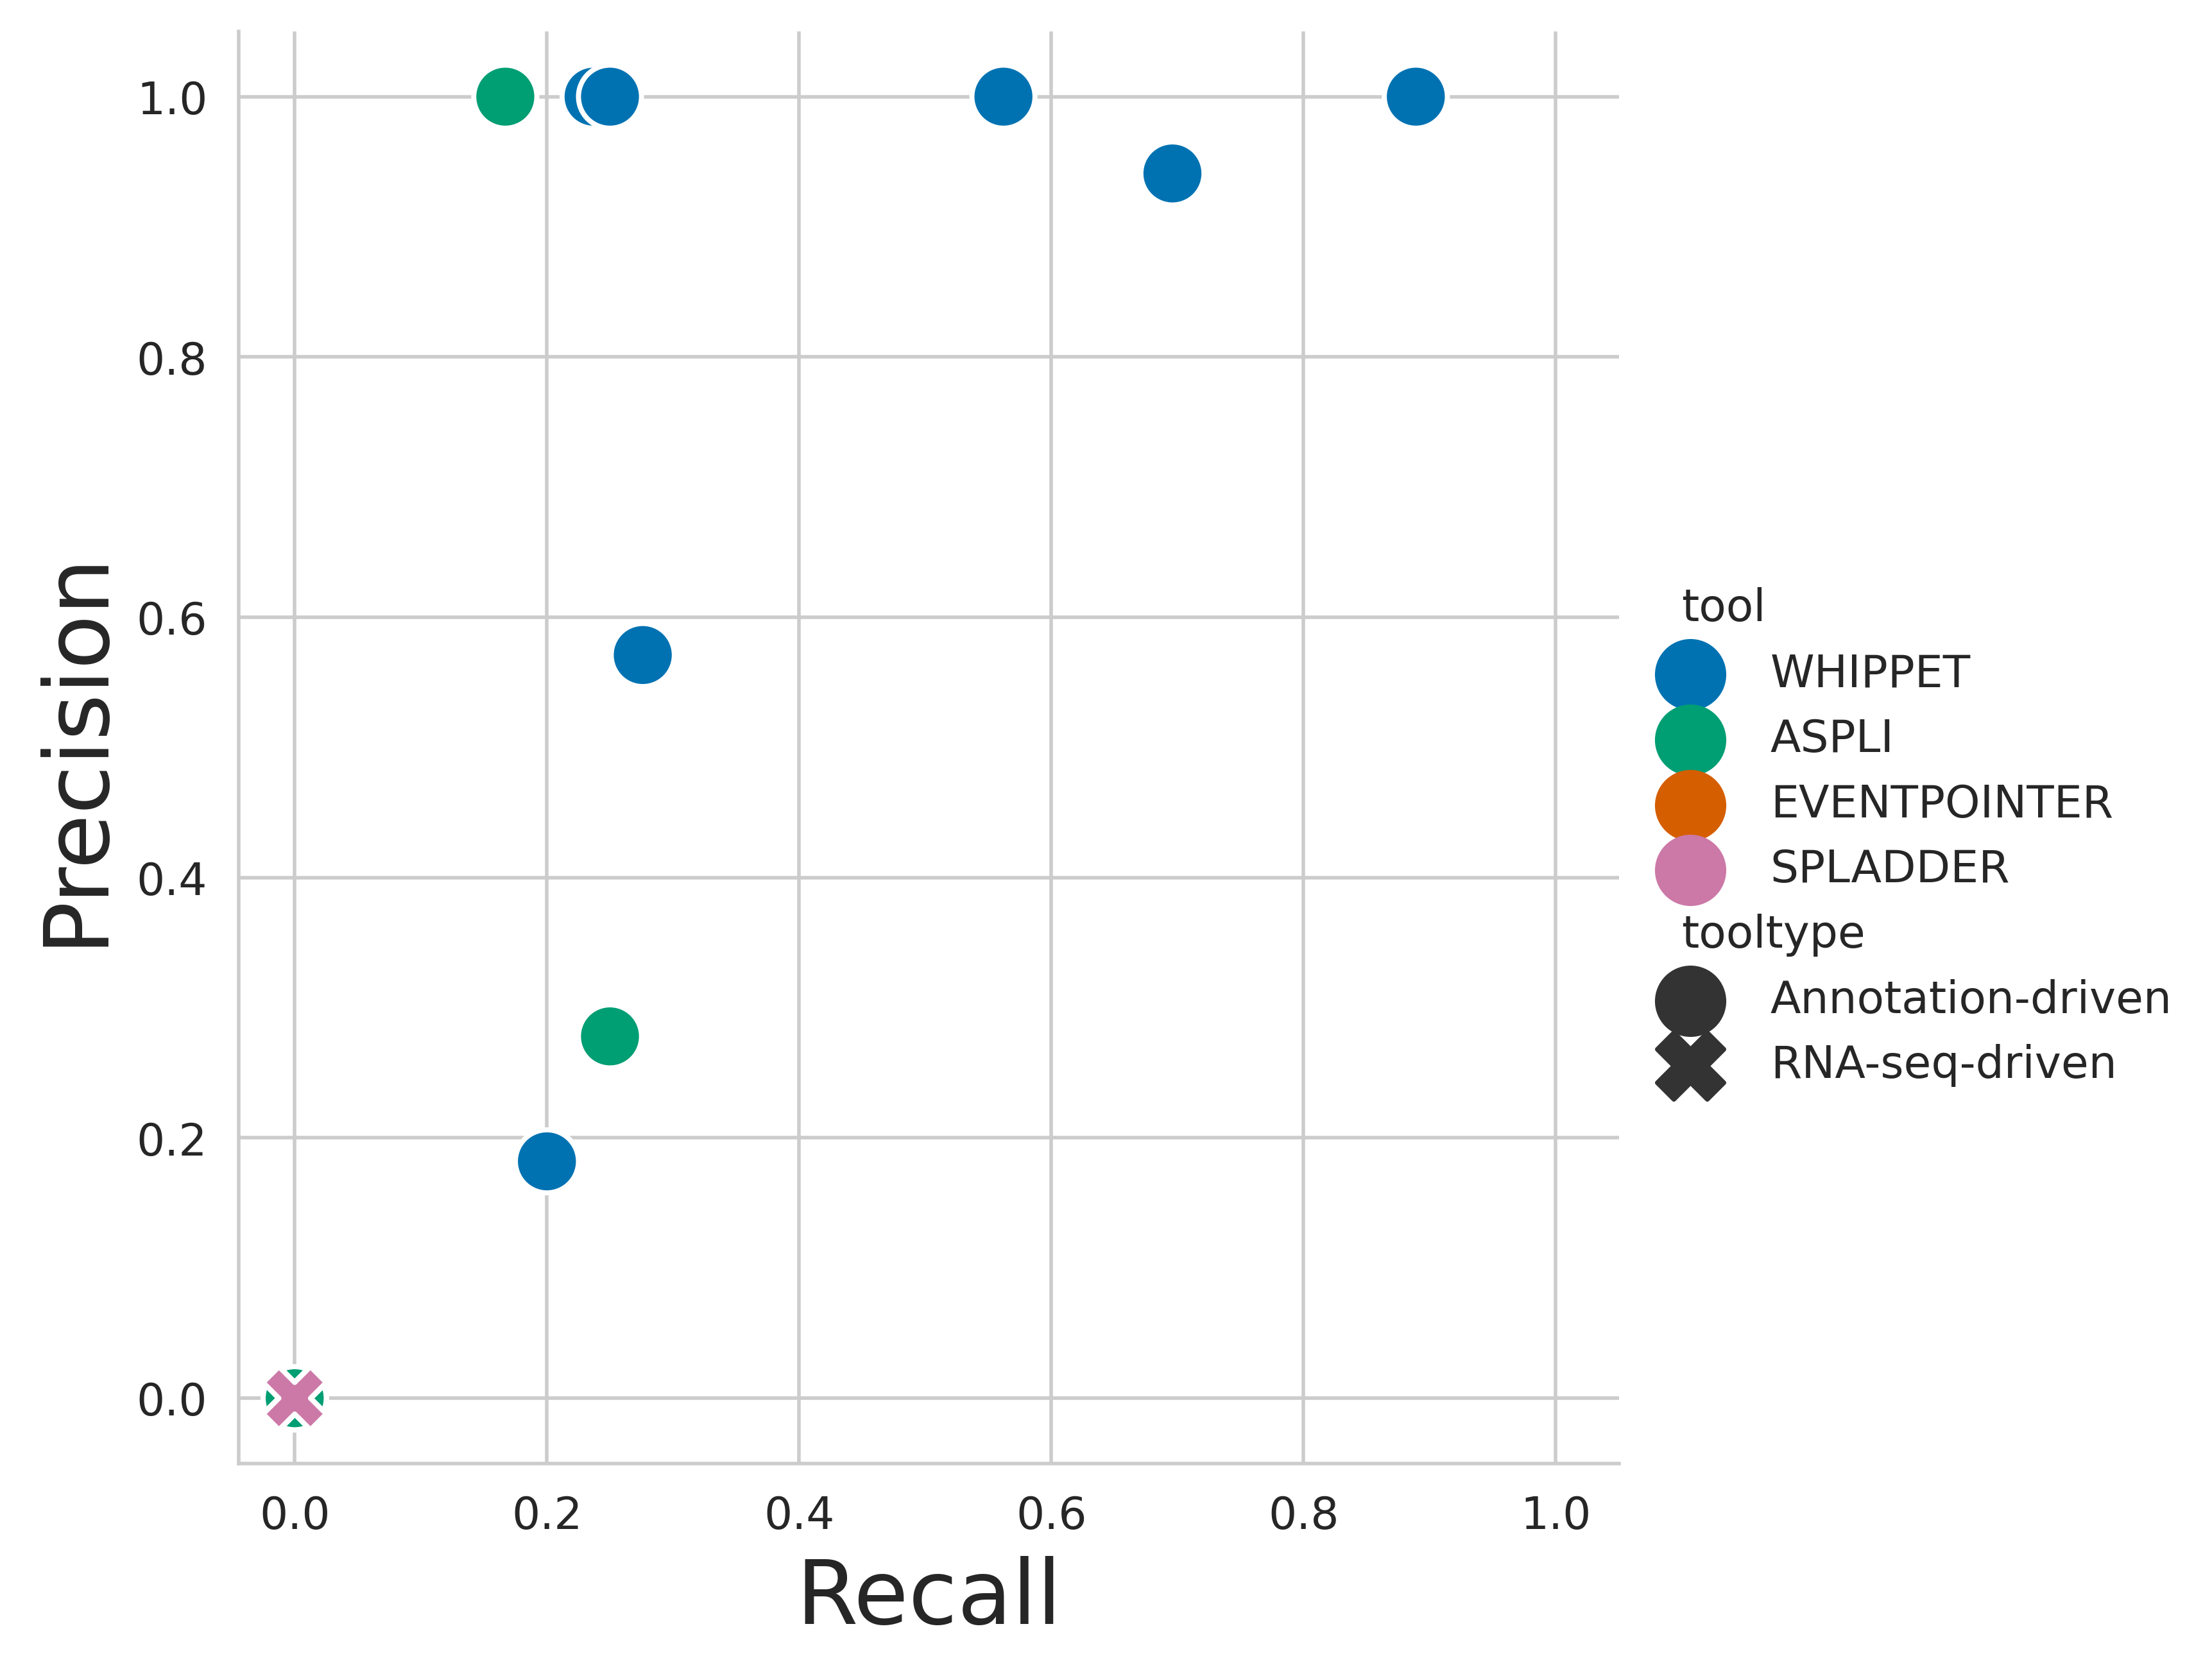 1.0
0.8
0.6
0.4
0.2
0.0
Precision
0.0 0.2 0.4 0.6 0.8 1.0
Recall
tool
WHIPPET
ASPLI
EVENTPOINTER
SPLADDER
tooltype
Annotation-driven
RNA-seq-driven